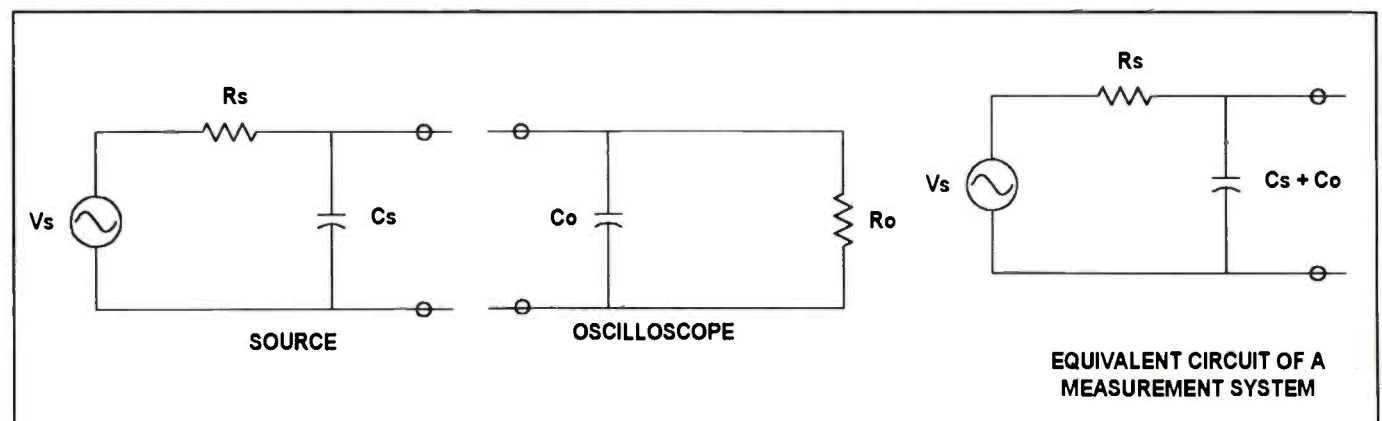 Rs
Vs
Cs
SOURCE
Co
Ro
OSCILLOSCOPE
Rs
Vs
Cs + Co
EQUIVALENT CIRCUIT OF A
MEASUREMENT SYSTEM